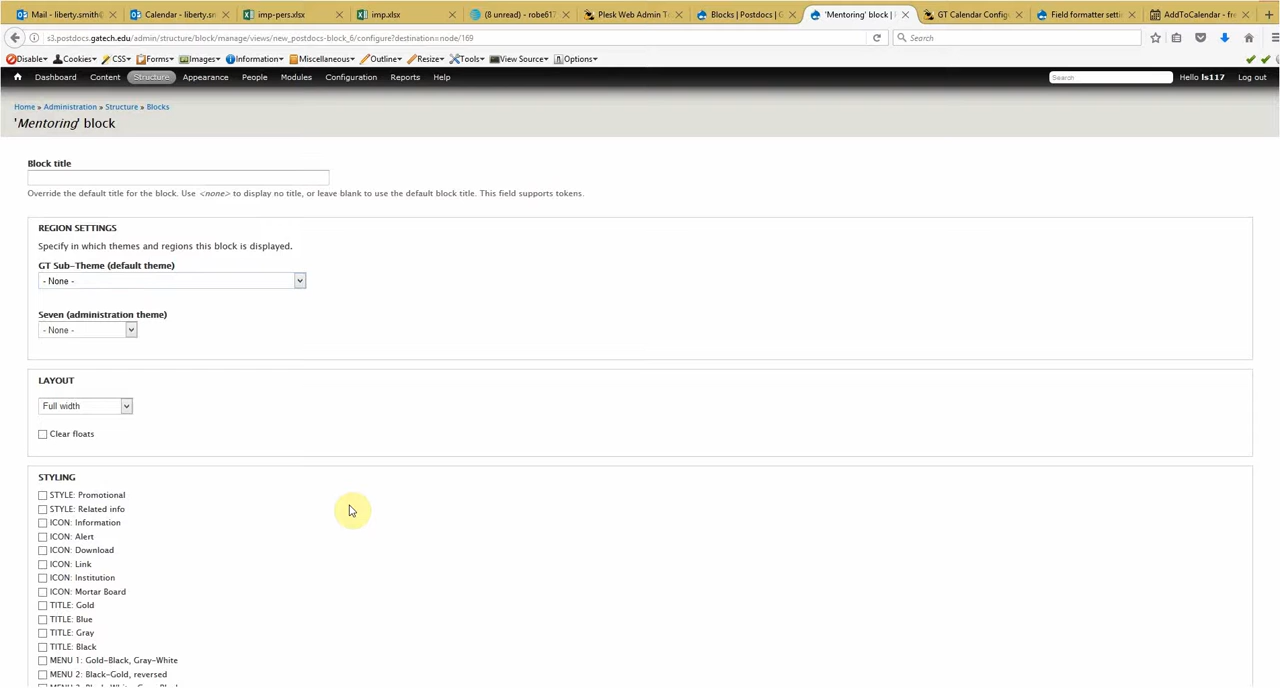 Mail - liberty.smith@
Calendar - liberty.sm
imp-pers.xlsx
imp.xlsx
(8 unread) - robe617
Plesk Web Admin T
Blocks | Postdocs | G
'Mentoring' block |
GT Calendar Config
Field formatter setti
AddToCalendar - fre
s3.postdocs.gatech.edu/admin/structure/block/manage/views/new_postdocs-block_6/configure?destination=node/169
Search
Disable
Cookies
CSS
Forms
Images
Information
Miscellaneous
Outline
Resize
Tools
View Source
Options
Dashboard
Content
Structure
Appearance
People
Modules
Configuration
Reports
Help
Search
Hello ls117
Log out
Home » Administration » Structure » Blocks
'Mentoring' block
Block title
Override the default title for the block. Use <none> to display no title, or leave blank to use the default block title. This field supports tokens.
REGION SETTINGS
Specify in which themes and regions this block is displayed.
GT Sub-Theme (default theme)
- None -
Seven (administration theme)
- None -
LAYOUT
Full width
Clear floats
STYLING
STYLE: Promotional
STYLE: Related info
ICON: Information
ICON: Alert
ICON: Download
ICON: Link
ICON: Institution
ICON: Mortar Board
TITLE: Gold
TITLE: Blue
TITLE: Gray
TITLE: Black
MENU 1: Gold-Black, Gray-White
MENU 2: Black-Gold, reversed